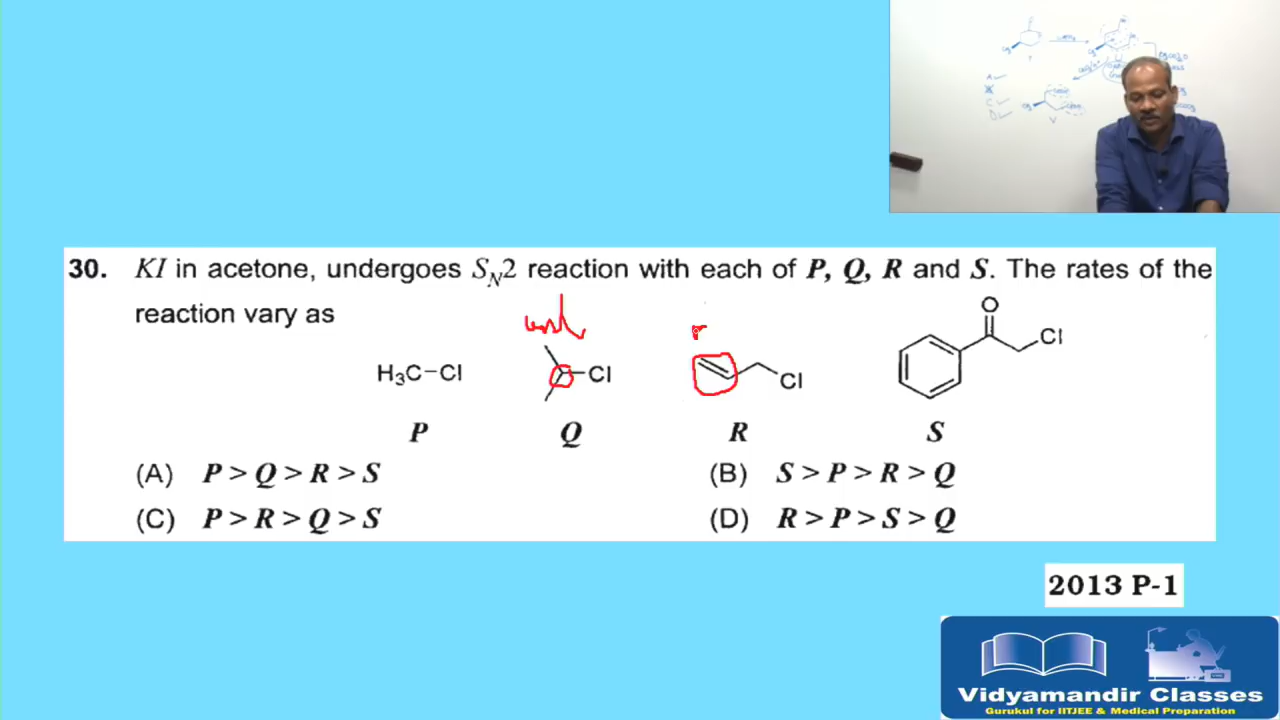 30. KI in acetone, undergoes S_N2 reaction with each of P, Q, R and S. The rates of the
reaction vary as
H₃C−Cl
Cl
Cl
O
Cl
P Q R S
(A) P > Q > R > S
(B) S > P > R > Q
(C) P > R > Q > S
(D) R > P > S > Q
2013 P-1
Vidyamandir Classes
Gurukul for IITJEE & Medical Preparation